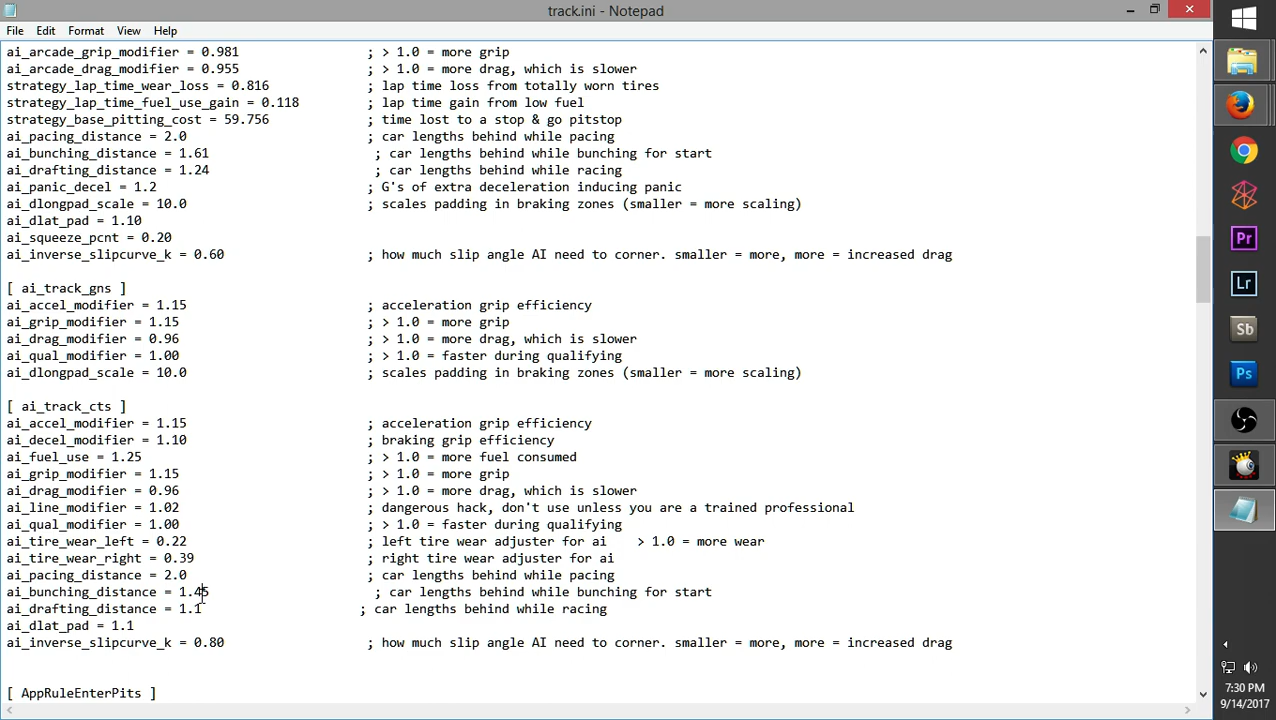 track.ini - Notepad
File Edit Format View Help
ai_arcade_grip_modifier = 0.981 ; > 1.0 = more grip
ai_arcade_drag_modifier = 0.955 ; > 1.0 = more drag, which is slower
strategy_lap_time_wear_loss = 0.816 ; lap time loss from totally worn tires
strategy_lap_time_fuel_use_gain = 0.118 ; lap time gain from low fuel
strategy_base_pitting_cost = 59.756 ; time lost to a stop & go pitstop
ai_pacing_distance = 2.0 ; car lengths behind while pacing
ai_bunching_distance = 1.61 ; car lengths behind while bunching for start
ai_drafting_distance = 1.24 ; car lengths behind while racing
ai_panic_decel = 1.2 ; G's of extra deceleration inducing panic
ai_dlongpad_scale = 10.0 ; scales padding in braking zones (smaller = more scaling)
ai_dlat_pad = 1.10
ai_squeeze_pcnt = 0.20
ai_inverse_slipcurve_k = 0.60 ; how much slip angle AI need to corner. smaller = more, more = increased drag
[ ai_track_gns ]
ai_accel_modifier = 1.15 ; acceleration grip efficiency
ai_grip_modifier = 1.15 ; > 1.0 = more grip
ai_drag_modifier = 0.96 ; > 1.0 = more drag, which is slower
ai_qual_modifier = 1.00 ; > 1.0 = faster during qualifying
ai_dlongpad_scale = 10.0 ; scales padding in braking zones (smaller = more scaling)
[ ai_track_cts ]
ai_accel_modifier = 1.15 ; acceleration grip efficiency
ai_decel_modifier = 1.10 ; braking grip efficiency
ai_fuel_use = 1.25 ; > 1.0 = more fuel consumed
ai_grip_modifier = 1.15 ; > 1.0 = more grip
ai_drag_modifier = 0.96 ; > 1.0 = more drag, which is slower
ai_line_modifier = 1.02 ; dangerous hack, don't use unless you are a trained professional
ai_qual_modifier = 1.00 ; > 1.0 = faster during qualifying
ai_tire_wear_left = 0.22 ; left tire wear adjuster for ai > 1.0 = more wear
ai_tire_wear_right = 0.39 ; right tire wear adjuster for ai
ai_pacing_distance = 2.0 ; car lengths behind while pacing
ai_bunching_distance = 1.45 ; car lengths behind while bunching for start
ai_drafting_distance = 1.1 ; car lengths behind while racing
ai_dlat_pad = 1.1
ai_inverse_slipcurve_k = 0.80 ; how much slip angle AI need to corner. smaller = more, more = increased drag
[ AppRuleEnterPits ]
Pr
Lr
Sb
Ps
7:30 PM
9/14/2017